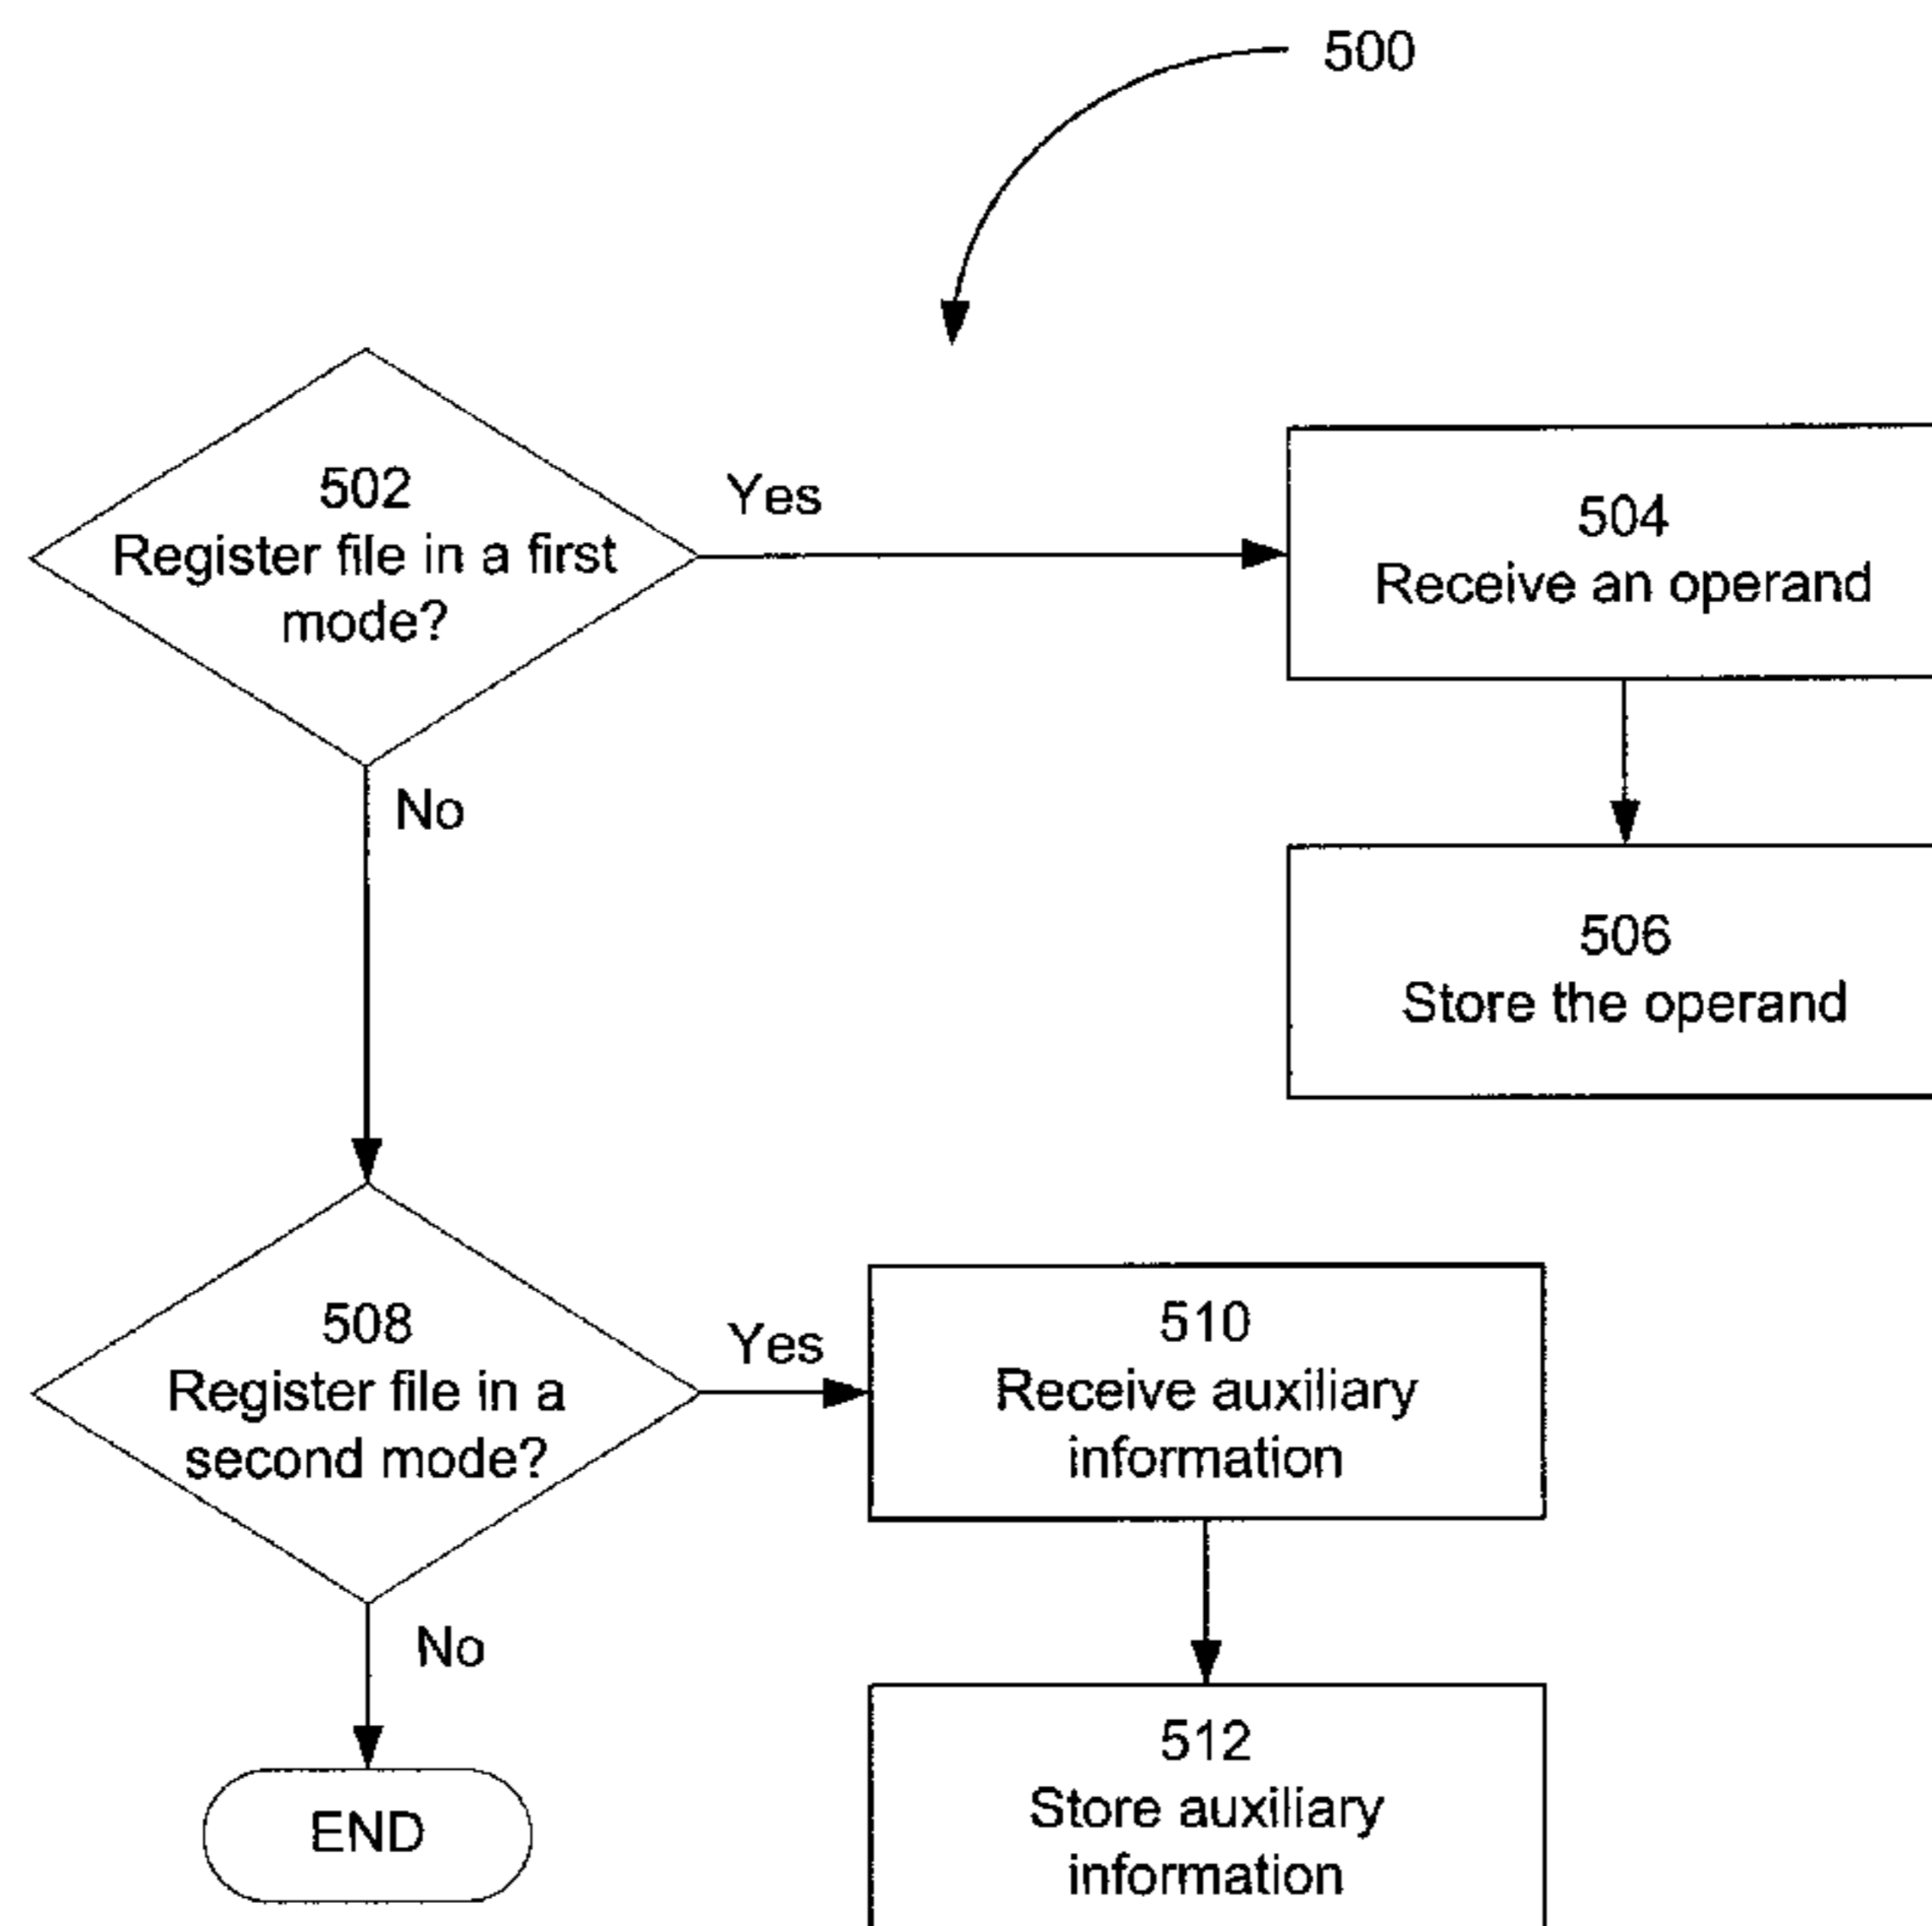 500
502
Register file in a first
mode?
Yes
504
Receive an operand
No
506
Store the operand
508
Register file in a
second mode?
Yes
510
Receive auxiliary
information
No
512
Store auxiliary
information
END